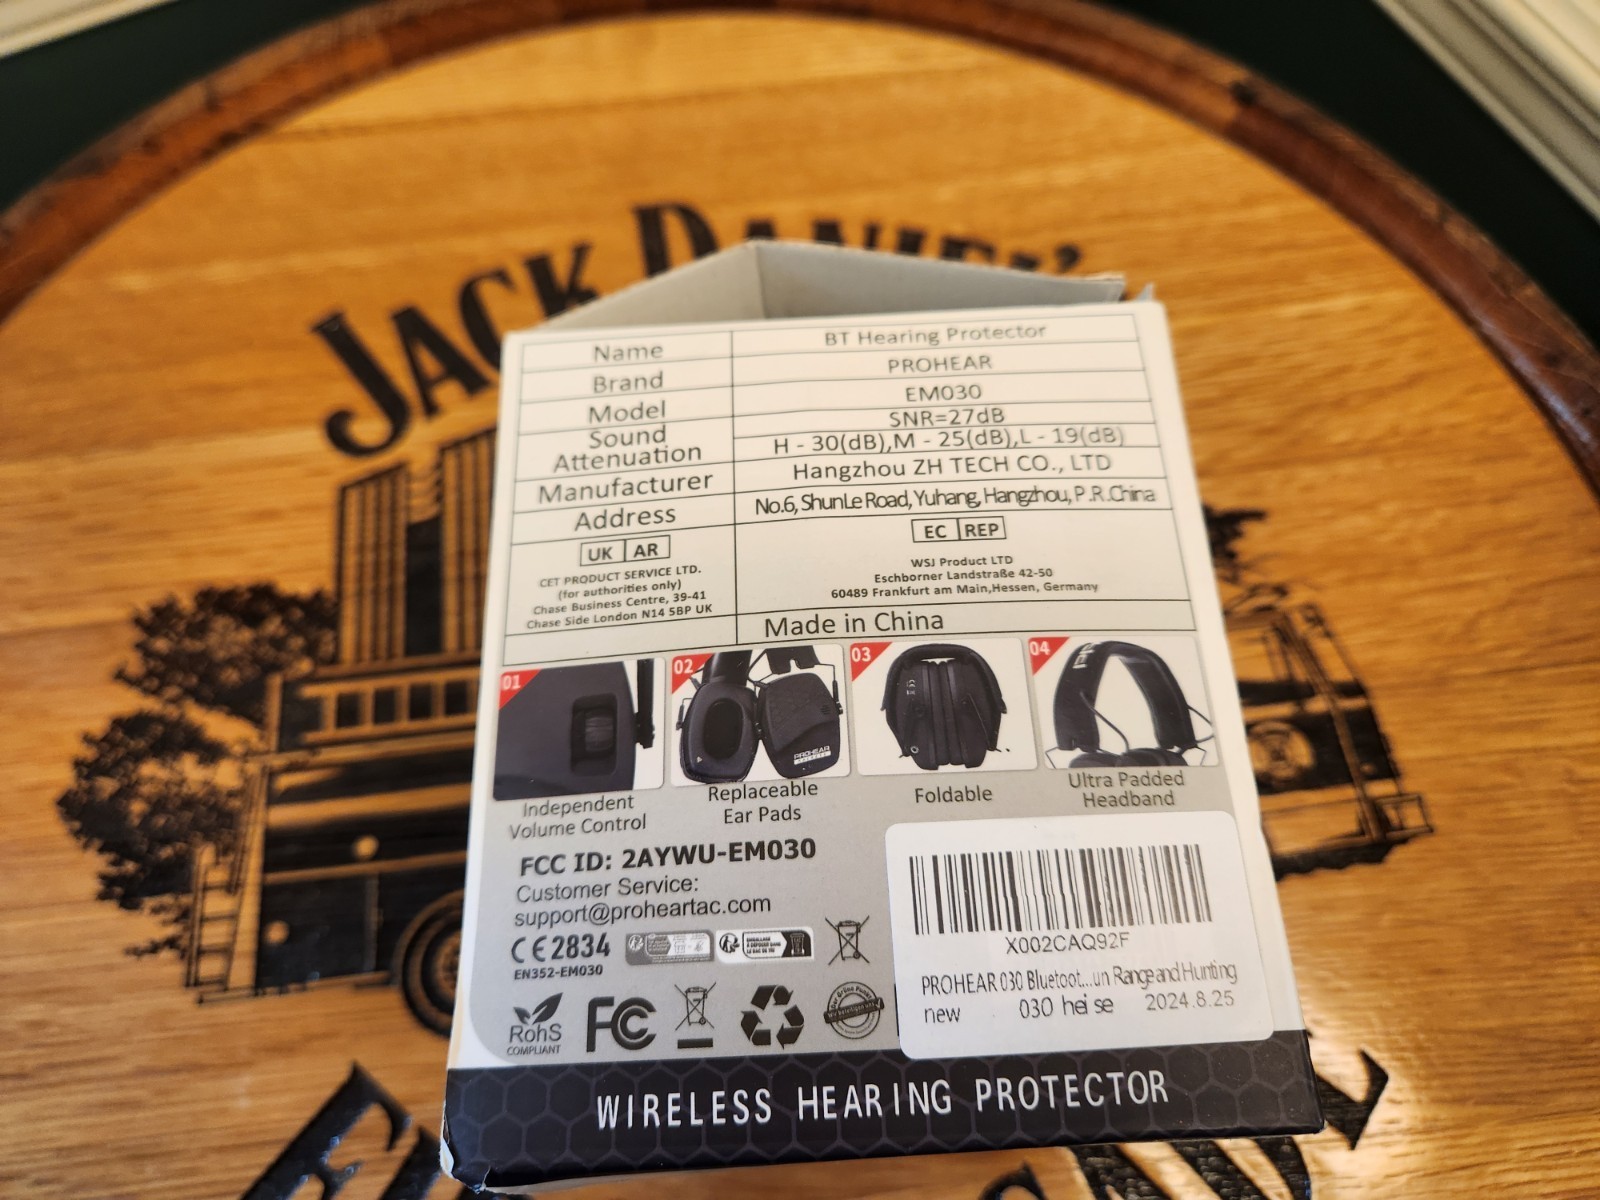 JACK DANIEL'
Name
BT Hearing Protector
Brand
PROHEAR
Model
EM030
Sound
Attenuation
SNR=27dB
H - 30(dB),M - 25(dB),L - 19(dB)
Manufacturer
Hangzhou ZH TECH CO., LTD
Address
No.6, ShunLe Road, Yuhang, Hangzhou, P.R.China
UK AR
CET PRODUCT SERVICE LTD.
(for authorities only)
Chase Business Centre, 39-41
Chase Side London N14 5BP UK
EC REP
WSJ Product LTD
Eschborner Landstraße 42-50
60489 Frankfurt am Main,Hessen, Germany
Made in China
01
02
03
04
PROHEAR
Independent
Volume Control
Replaceable
Ear Pads
Foldable
Ultra Padded
Headband
FCC ID: 2AYWU-EM030
Customer Service:
support@proheartac.com
CE2834
EN352-EM030
RoHS
COMPLIANT
FC
Der Grüne Punkt
X002CAQ92F
PROHEAR 030 Bluetoot...un Range and Hunting
new 030 hei se 2024.8.25
WIRELESS HEARING PROTECTOR